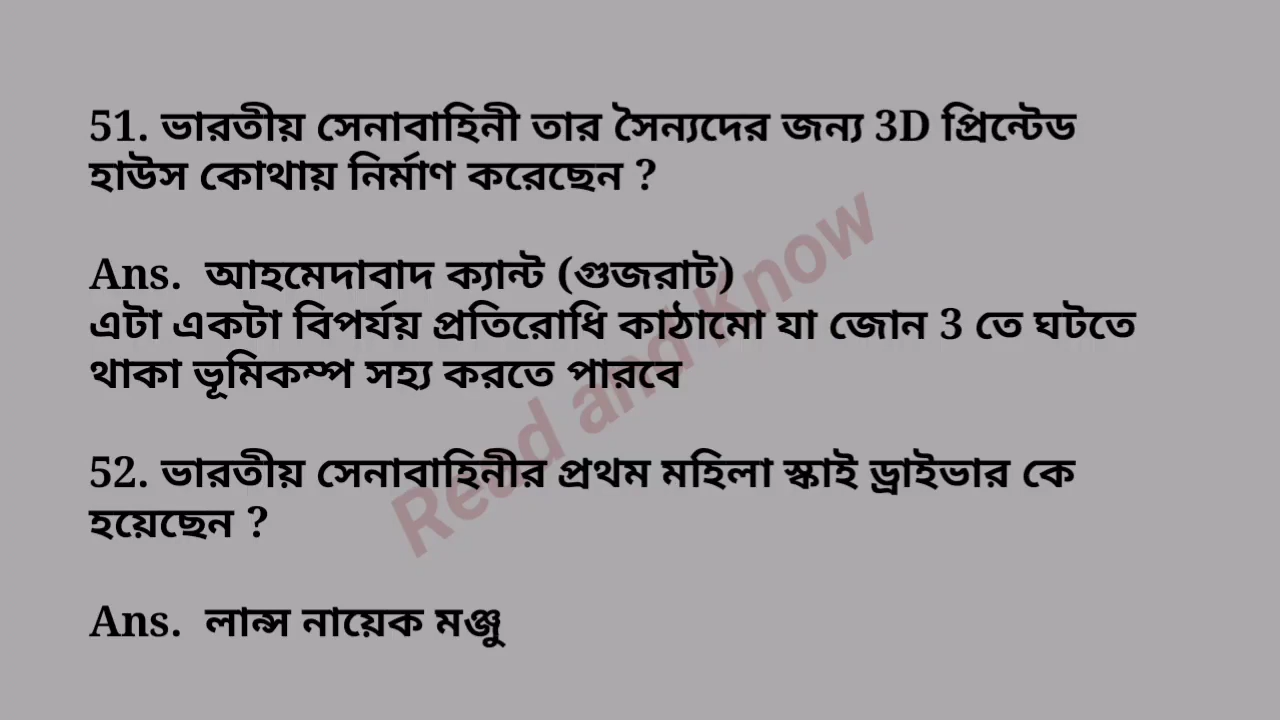 51. ভারতীয় সেনাবাহিনী তার সৈন্যদের জন্য 3D প্রিন্টেড
হাউস কোথায় নির্মাণ করেছেন ?
Ans. আহমেদাবাদ ক্যান্ট (গুজরাট)
এটা একটা বিপর্যয় প্রতিরোধি কাঠামো যা জোন 3 তে ঘটতে
থাকা ভূমিকম্প সহ্য করতে পারবে
52. ভারতীয় সেনাবাহিনীর প্রথম মহিলা স্কাই ড্রাইভার কে
হয়েছেন ?
Ans. লান্স নায়েক মঞ্জু
Read and Know